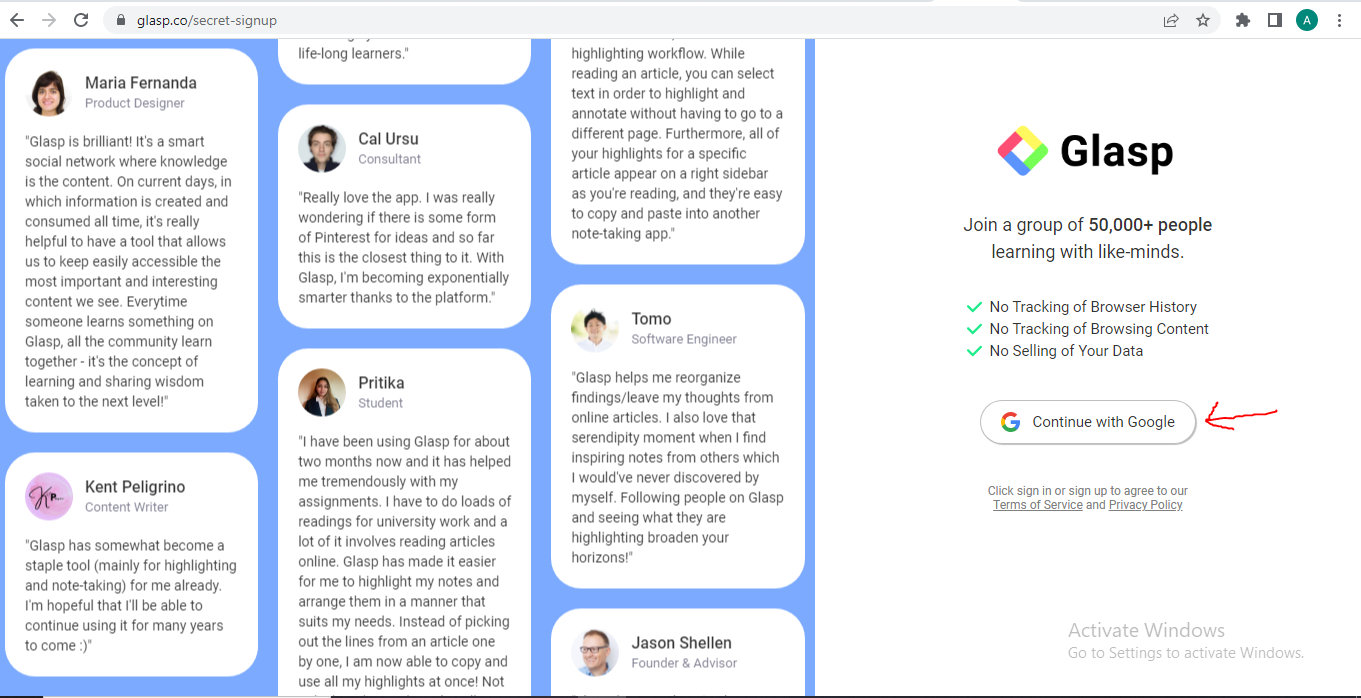 glasp.co/secret-signup
A
Maria Fernanda
Product Designer
"Glasp is brilliant! It's a smart
social network where knowledge
is the content. On current days, in
which information is created and
consumed all time, it's really
helpful to have a tool that allows
us to keep easily accessible the
most important and interesting
content we see. Everytime
someone learns something on
Glasp, all the community learn
together - it's the concept of
learning and sharing wisdom
taken to the next level!"
Kent Peligrino
Content Writer
"Glasp has somewhat become a
staple tool (mainly for highlighting
and note-taking) for me already.
I'm hopeful that I'll be able to
continue using it for many years
to come :)"
life-long learners."
Cal Ursu
Consultant
"Really love the app. I was really
wondering if there is some form
of Pinterest for ideas and so far
this is the closest thing to it. With
Glasp, I'm becoming exponentially
smarter thanks to the platform."
Pritika
Student
"I have been using Glasp for about
two months now and it has helped
me tremendously with my
assignments. I have to do loads of
readings for university work and a
lot of it involves reading articles
online. Glasp has made it easier
for me to highlight my notes and
arrange them in a manner that
suits my needs. Instead of picking
out the lines from an article one
by one, I am now able to copy and
use all my highlights at once! Not
highlighting workflow. While
reading an article, you can select
text in order to highlight and
annotate without having to go to a
different page. Furthermore, all of
your highlights for a specific
article appear on a right sidebar
as you're reading, and they're easy
to copy and paste into another
note-taking app."
Tomo
Software Engineer
"Glasp helps me reorganize
findings/leave my thoughts from
online articles. I also love that
serendipity moment when I find
inspiring notes from others which
I would've never discovered by
myself. Following people on Glasp
and seeing what they are
highlighting broaden your
horizons!"
Jason Shellen
Founder & Advisor
Glasp
Join a group of 50,000+ people
learning with like-minds.
No Tracking of Browser History
No Tracking of Browsing Content
No Selling of Your Data
Continue with Google
Click sign in or sign up to agree to our
Terms of Service and Privacy Policy
Activate Windows
Go to Settings to activate Windows.